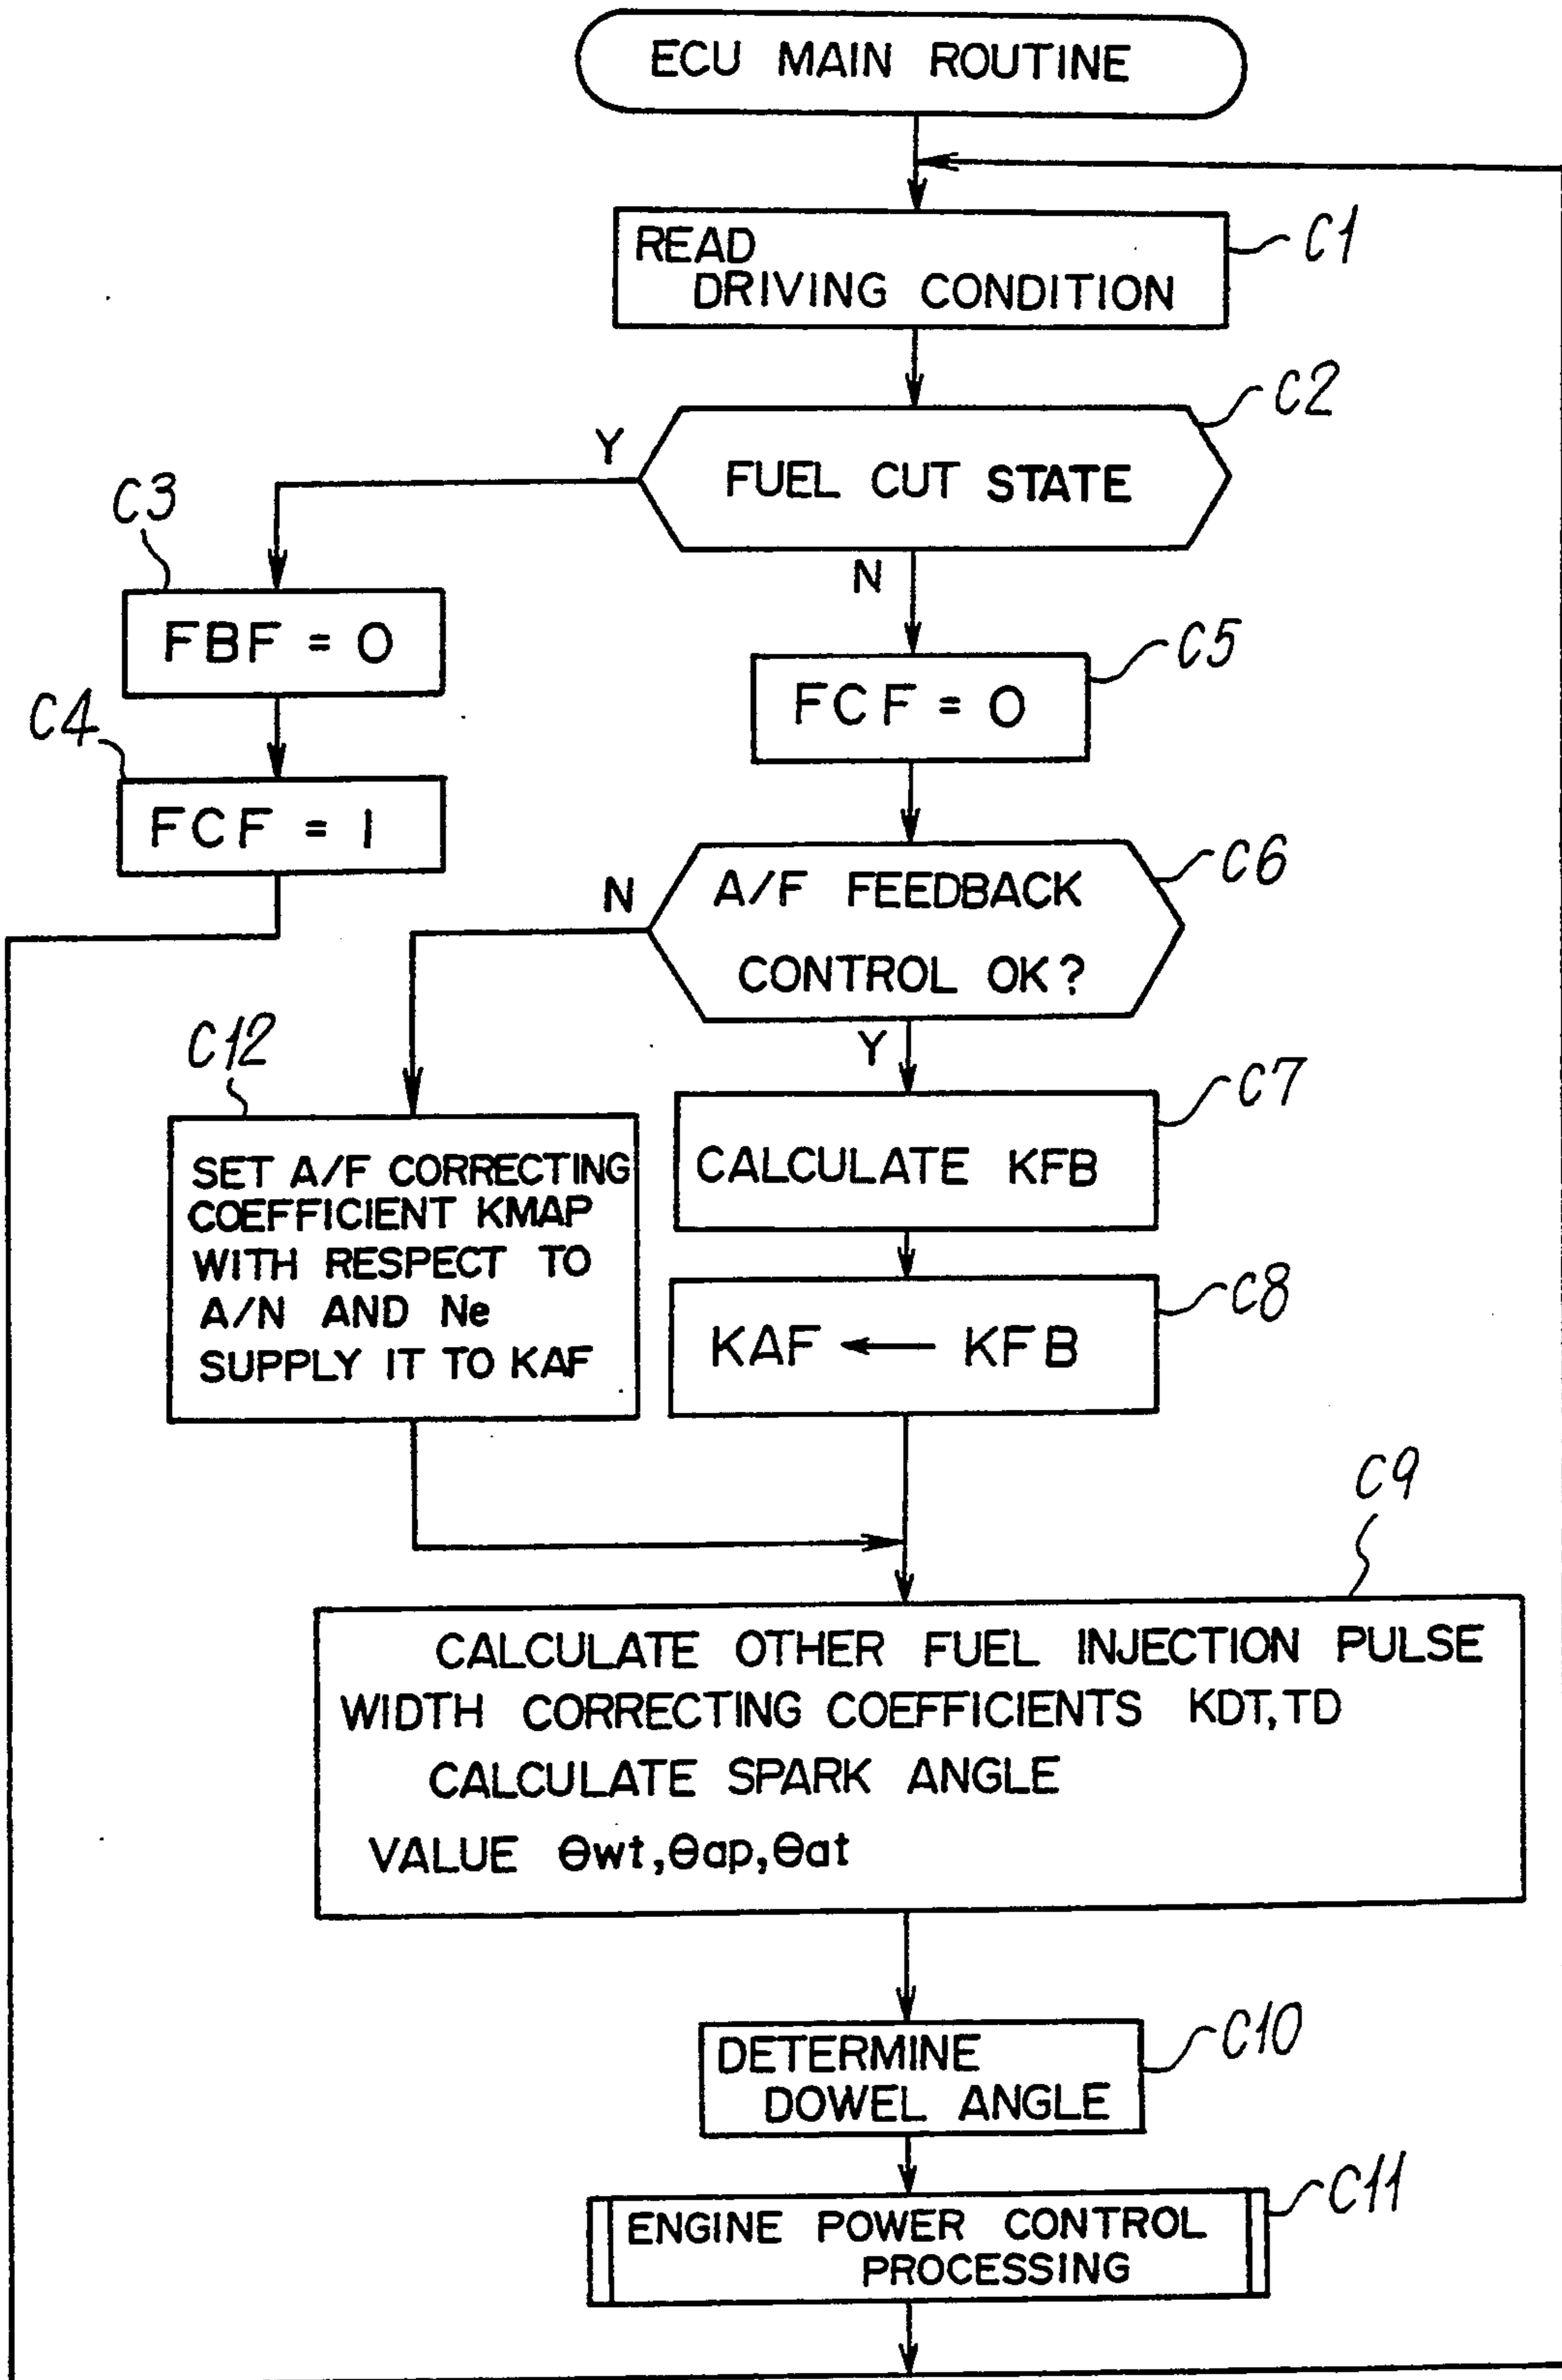 ECU MAIN ROUTINE
READ
DRIVING CONDITION
C1
C2
Y
FUEL CUT STATE
N
C3
FBF = 0
C4
FCF = 1
C5
FCF = 0
C6
N
A/F FEEDBACK
CONTROL OK?
Y
C12
SET A/F CORRECTING
COEFFICIENT KMAP
WITH RESPECT TO
A/N AND Ne
SUPPLY IT TO KAF
C7
CALCULATE KFB
C8
KAF ← KFB
C9
CALCULATE OTHER FUEL INJECTION PULSE
WIDTH CORRECTING COEFFICIENTS KDT,TD
CALCULATE SPARK ANGLE
VALUE θwt,θap,θat
C10
DETERMINE
DOWEL ANGLE
C11
ENGINE POWER CONTROL
PROCESSING